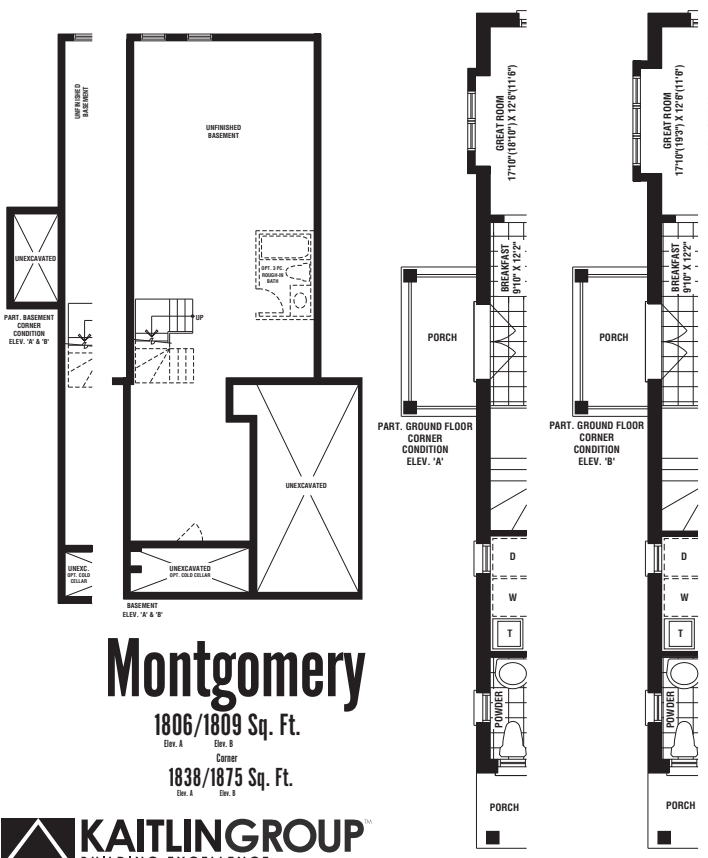 UNFINISHED
BASEMENT
UNEXCAVATED
PART. BASEMENT
CORNER
CONDITION
ELEV. 'A' & 'B'
UNEXC.
OPT. COLD
CELLAR
UNFINISHED
BASEMENT
OPT. 3 PC.
ROUGH-IN
BATH
UP
UNEXCAVATED
UNEXCAVATED
OPT. COLD CELLAR
BASEMENT
ELEV. 'A' & 'B'
GREAT ROOM
17'10"(18'10") X 12'6"(11'6")
BREAKFAST
9'10" X 12'2"
PORCH
PART. GROUND FLOOR
CORNER
CONDITION
ELEV. 'A'
D
W
T
POWDER
PORCH
GREAT ROOM
17'10"(19'3") X 12'6"(11'6")
BREAKFAST
9'10" X 12'2"
PORCH
PART. GROUND FLOOR
CORNER
CONDITION
ELEV. 'B'
D
W
T
POWDER
PORCH
Montgomery
1806/1809 Sq. Ft.
Elev. A Elev. B
Corner
1838/1875 Sq. Ft.
Elev. A Elev. B
KAITLINGROUP™
BUILDING EXCELLENCE